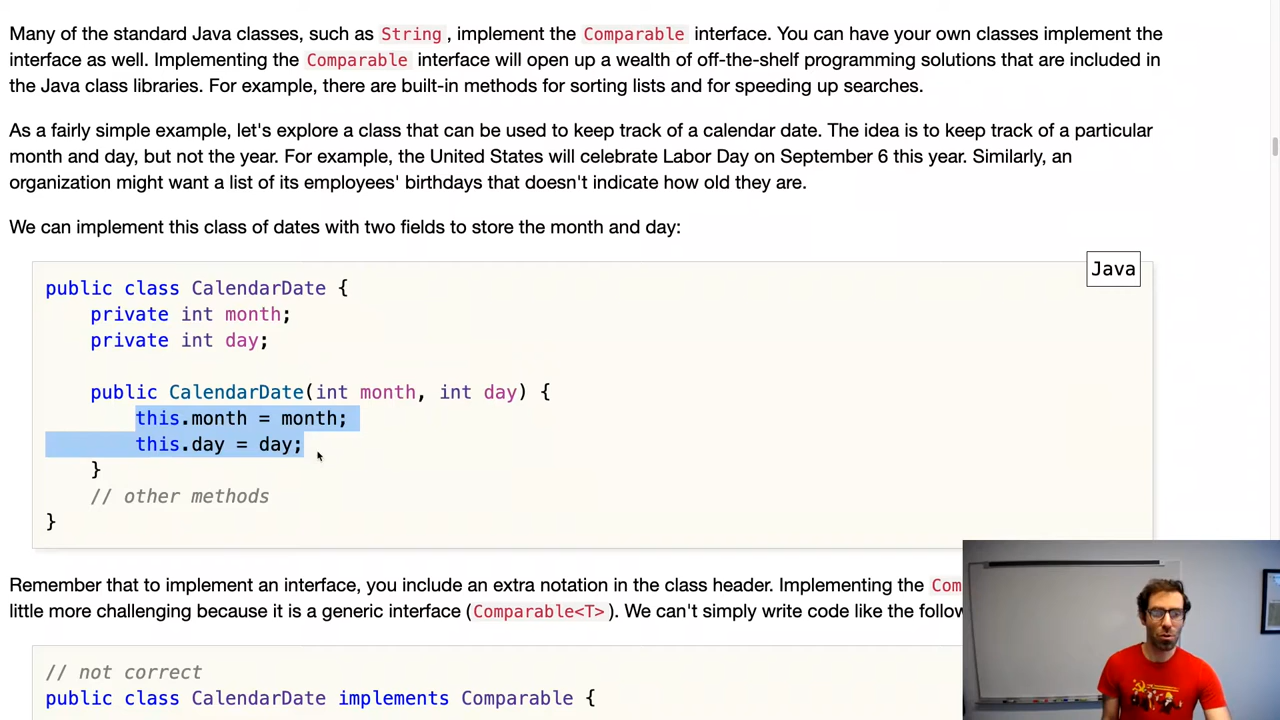 Many of the standard Java classes, such as String, implement the Comparable interface. You can have your own classes implement the
interface as well. Implementing the Comparable interface will open up a wealth of off-the-shelf programming solutions that are included in
the Java class libraries. For example, there are built-in methods for sorting lists and for speeding up searches.
As a fairly simple example, let's explore a class that can be used to keep track of a calendar date. The idea is to keep track of a particular
month and day, but not the year. For example, the United States will celebrate Labor Day on September 6 this year. Similarly, an
organization might want a list of its employees' birthdays that doesn't indicate how old they are.
We can implement this class of dates with two fields to store the month and day:
Java
public class CalendarDate {
private int month;
private int day;
public CalendarDate(int month, int day) {
this.month = month;
this.day = day;
}
// other methods
}
Remember that to implement an interface, you include an extra notation in the class header. Implementing the Com
little more challenging because it is a generic interface (Comparable<T>). We can't simply write code like the follow
// not correct
public class CalendarDate implements Comparable {